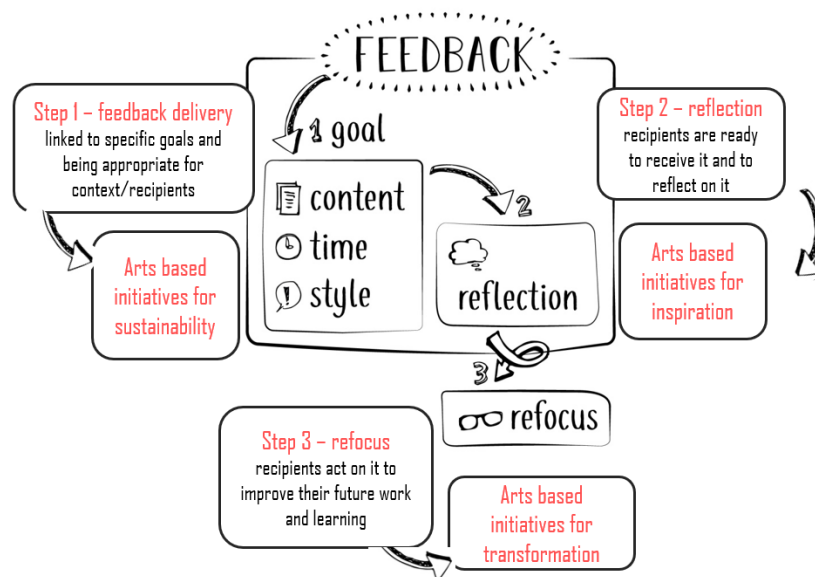 FEEDBACK
Step 1 – feedback delivery
linked to specific goals and
being appropriate for
context/recipients
Arts based
initiatives for
sustainability
1 goal
content
time
style
2
reflection
Step 2 – reflection
recipients are ready
to receive it and to
reflect on it
Arts based
initiatives for
inspiration
3
refocus
Step 3 – refocus
recipients act on it to
improve their future work
and learning
Arts based
initiatives for
transformation